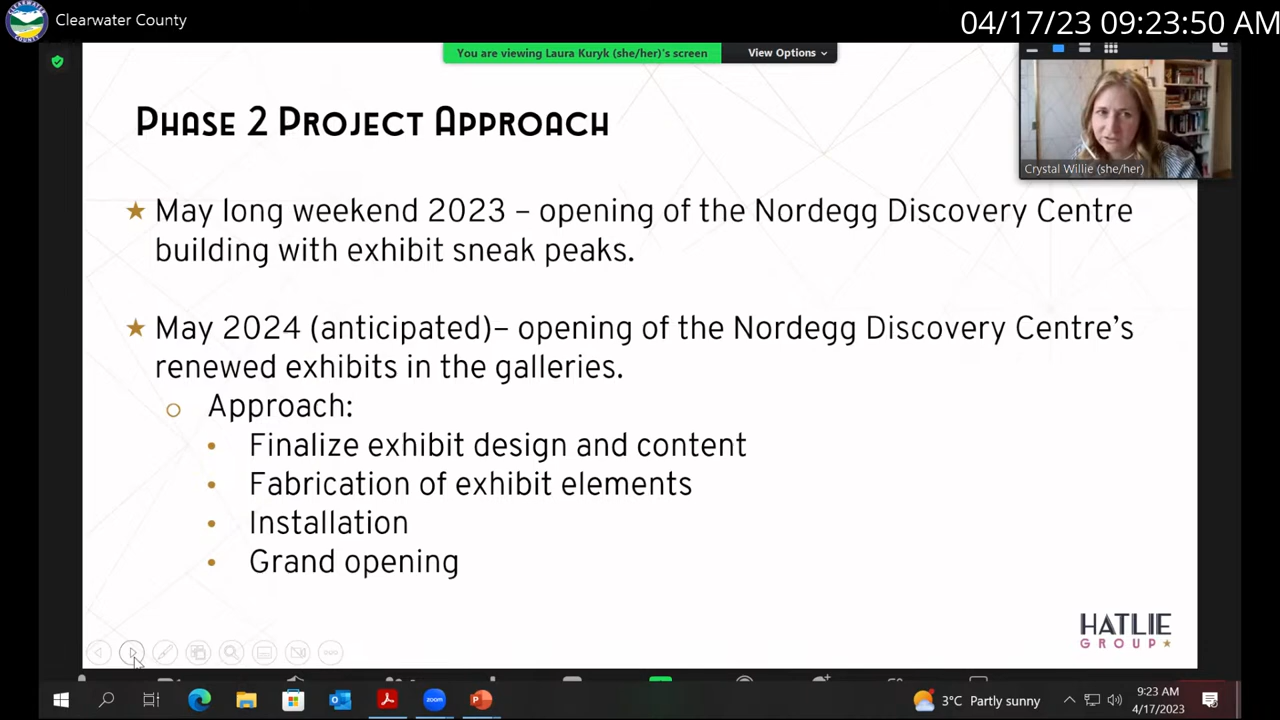 Clearwater County
04/17/23 09:23:50 AM
You are viewing Laura Kuryk (she/her)'s screen
View Options
Crystal Willie (she/her)
Phase 2 Project Approach
May long weekend 2023 – opening of the Nordegg Discovery Centre
building with exhibit sneak peaks.
May 2024 (anticipated)– opening of the Nordegg Discovery Centre’s
renewed exhibits in the galleries.
Approach:
Finalize exhibit design and content
Fabrication of exhibit elements
Installation
Grand opening
HATLIE
GROUP
3°C Partly sunny
9:23 AM
4/17/2023